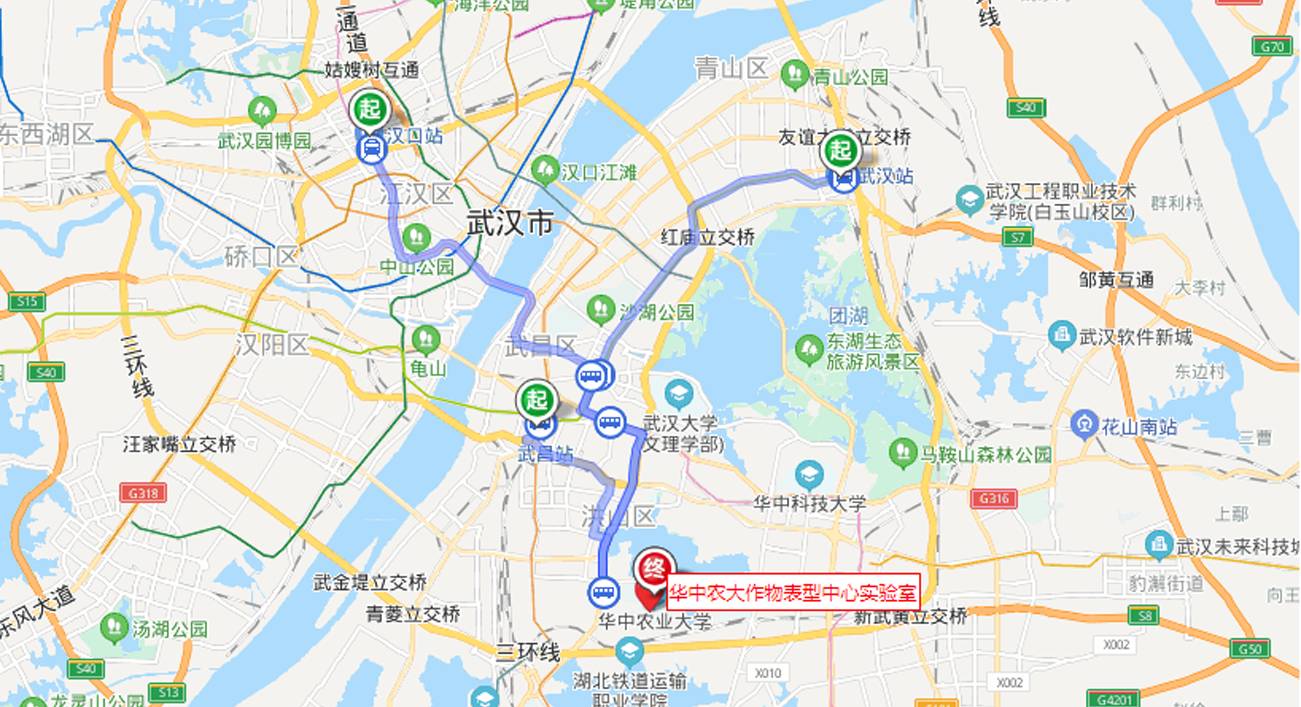 海洋公园
堤角公园
二通道
线
G70
姑嫂树互通
青山区
青山公园
起
S40
东西湖区
武汉园博园
汉口站
友谊大道立交桥
起
汉口江滩
武汉站
江汉区
武汉工程职业技术
学院(白玉山校区)
群利村
武汉市
红庙立交桥
S7
硚口区
中山公园
邹黄互通
大李村
S15
沙湖公园
团湖
武汉软件新城
汉阳区
武昌区
东湖生态
旅游风景区
三环线
龟山
S40
东边村
起
武汉大学
(文理学部)
花山南站
三曹
汪家嘴立交桥
武昌站
马鞍山森林公园
G318
华中科技大学
G316
洪山区
上鄢
武汉未来科技城
终
武金堤立交桥
华中农大作物表型中心实验室
豹澥街道
向王
东风大道
青菱立交桥
华中农业大学
新武黄立交桥
S8
汤湖公园
三环线
X002
G50
S40
湖北铁道运输
职业学院
X010
X002
S13
龙灵山公园
G4201